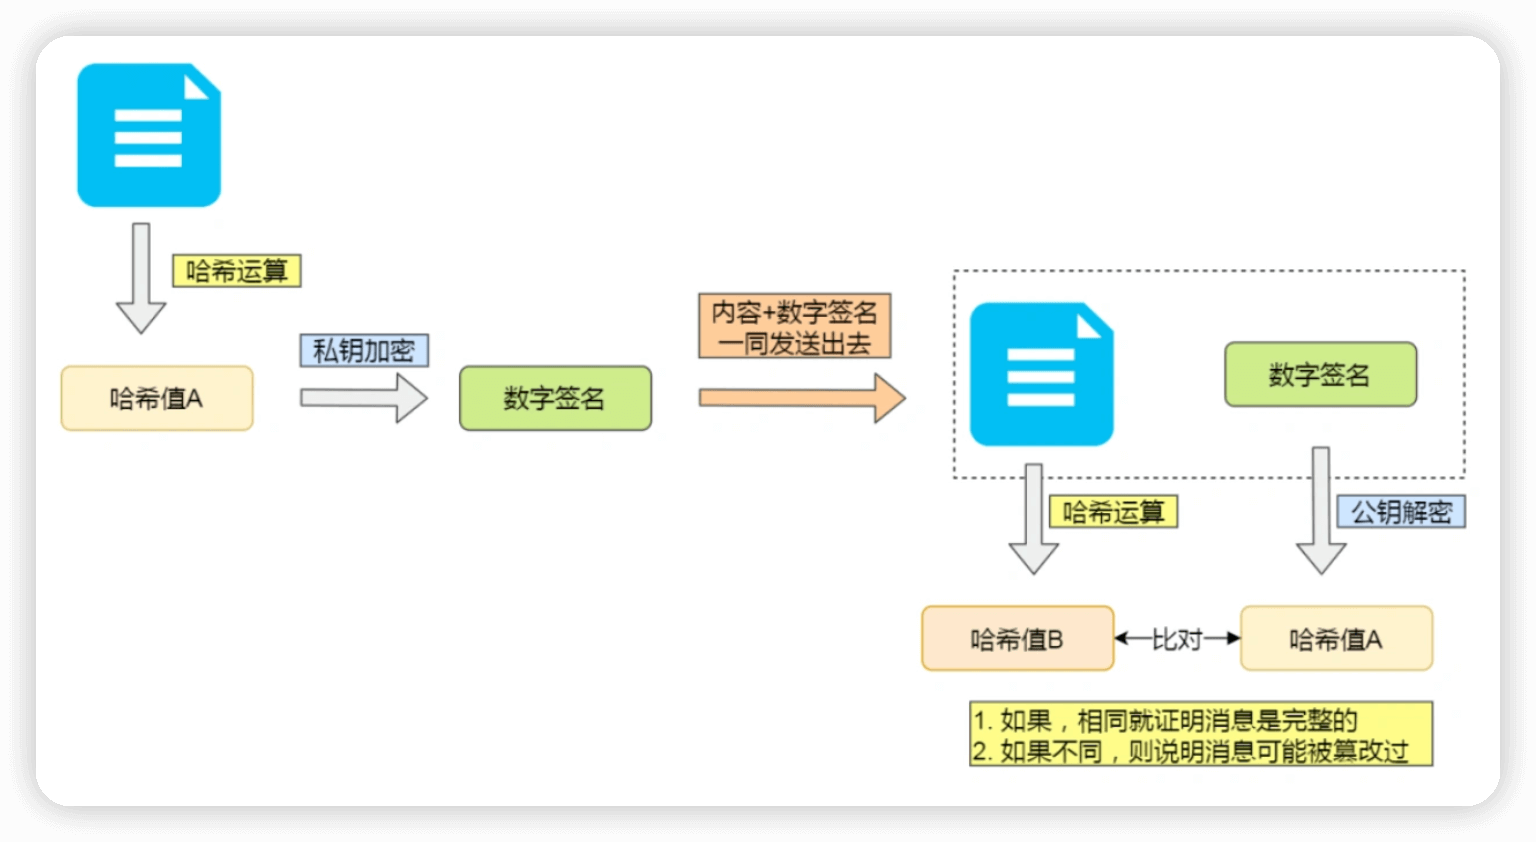 哈希运算
私钥加密
哈希值A
数字签名
内容+数字签名
一同发送出去
数字签名
哈希运算
公钥解密
哈希值B
比对
哈希值A
1. 如果，相同就证明消息是完整的
2. 如果不同，则说明消息可能被篡改过